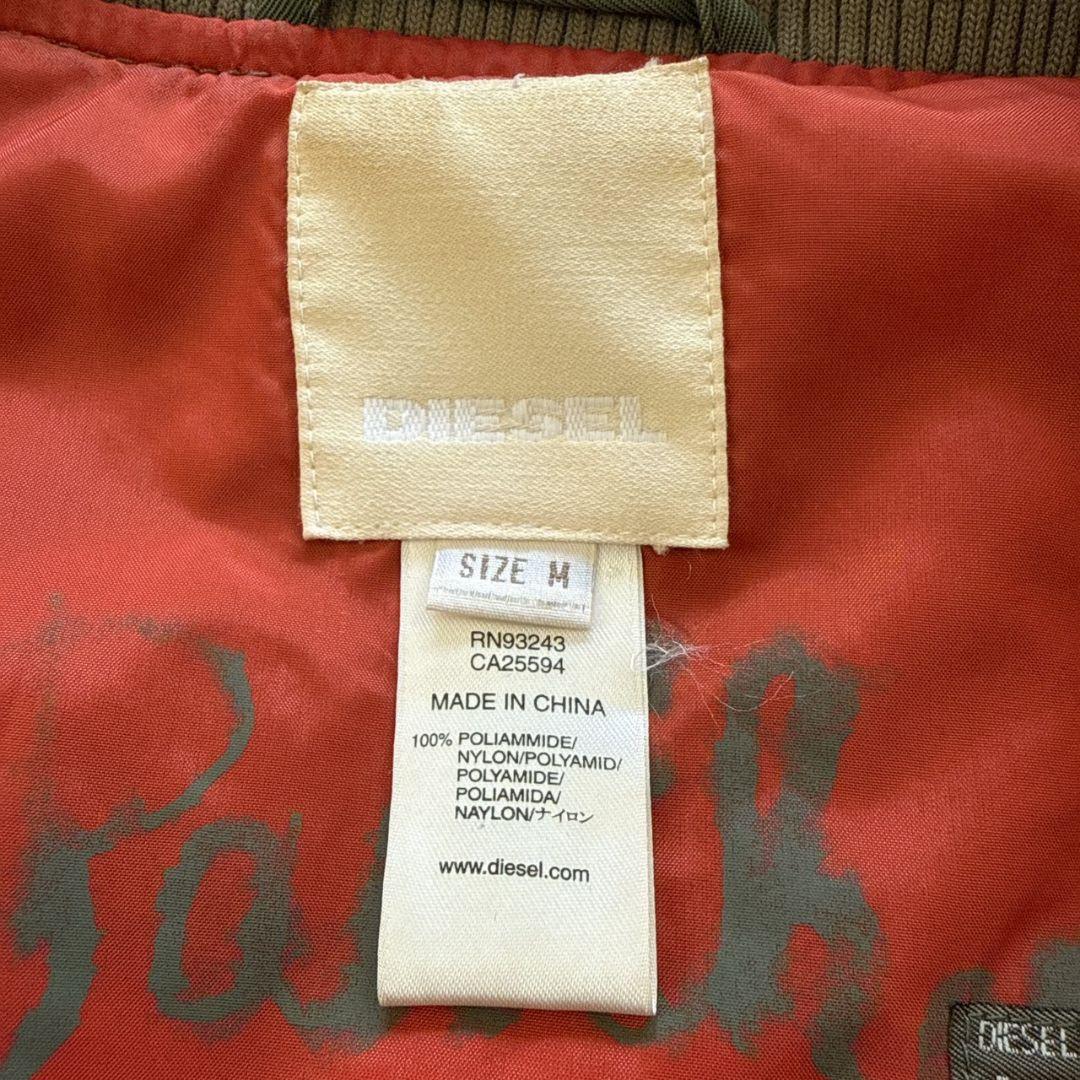 DIESEL
SIZE M
RN93243
CA25594
MADE IN CHINA
100% POLIAMMIDE/
NYLON/POLYAMID/
POLYAMIDE/
POLIAMIDA/
NAYLON/ナイロン
www.diesel.com
DIESEL